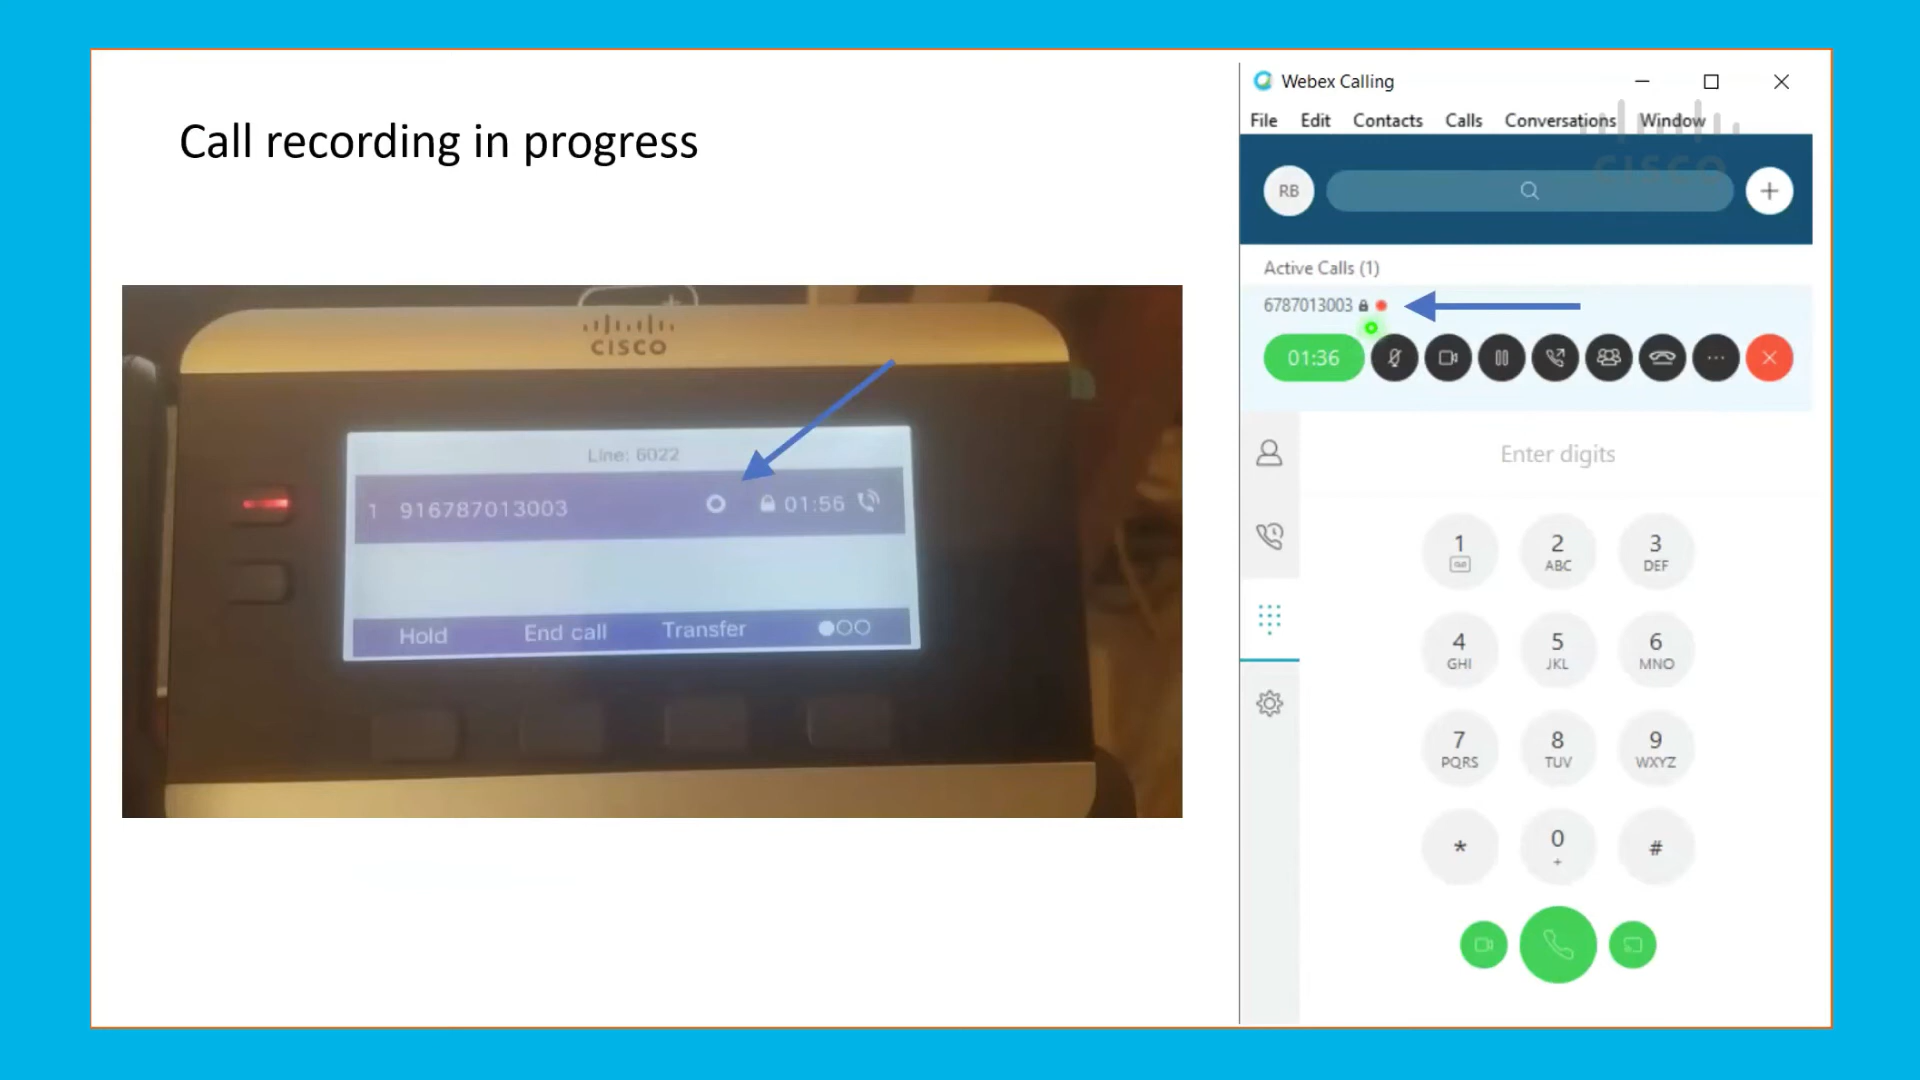 Call recording in progress
CISCO
Line: 6022
1 916787013003 01:56
Hold End call Transfer
Webex Calling
File Edit Contacts Calls Conversations Window
CISCO
RB
Active Calls (1)
6787013003
01:36
Enter digits
1 2 3
ABC DEF
4 5 6
GHI JKL MNO
7 8 9
PQRS TUV WXYZ
* 0 #
+